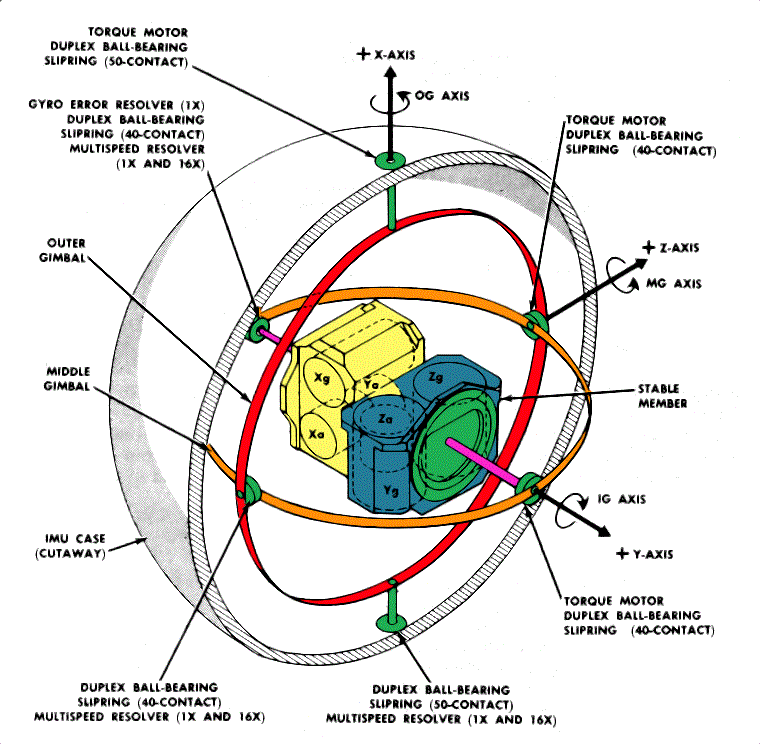 TORQUE MOTOR
DUPLEX BALL-BEARING
SLIPRING (50-CONTACT)
+ X-AXIS
OG AXIS
GYRO ERROR RESOLVER (1X)
DUPLEX BALL-BEARING
SLIPRING (40-CONTACT)
MULTISPEED RESOLVER
(1X AND 16X)
TORQUE MOTOR
DUPLEX BALL-BEARING
SLIPRING (40-CONTACT)
OUTER
GIMBAL
+ Z-AXIS
MG AXIS
MIDDLE
GIMBAL
Xg
Ya
Zg
Xa
Za
Yg
STABLE
MEMBER
IG AXIS
+ Y-AXIS
IMU CASE
(CUTAWAY)
TORQUE MOTOR
DUPLEX BALL-BEARING
SLIPRING (40-CONTACT)
DUPLEX BALL-BEARING
SLIPRING (40-CONTACT)
MULTISPEED RESOLVER (1X AND 16X)
DUPLEX BALL-BEARING
SLIPRING (50-CONTACT)
MULTISPEED RESOLVER (1X AND 16X)